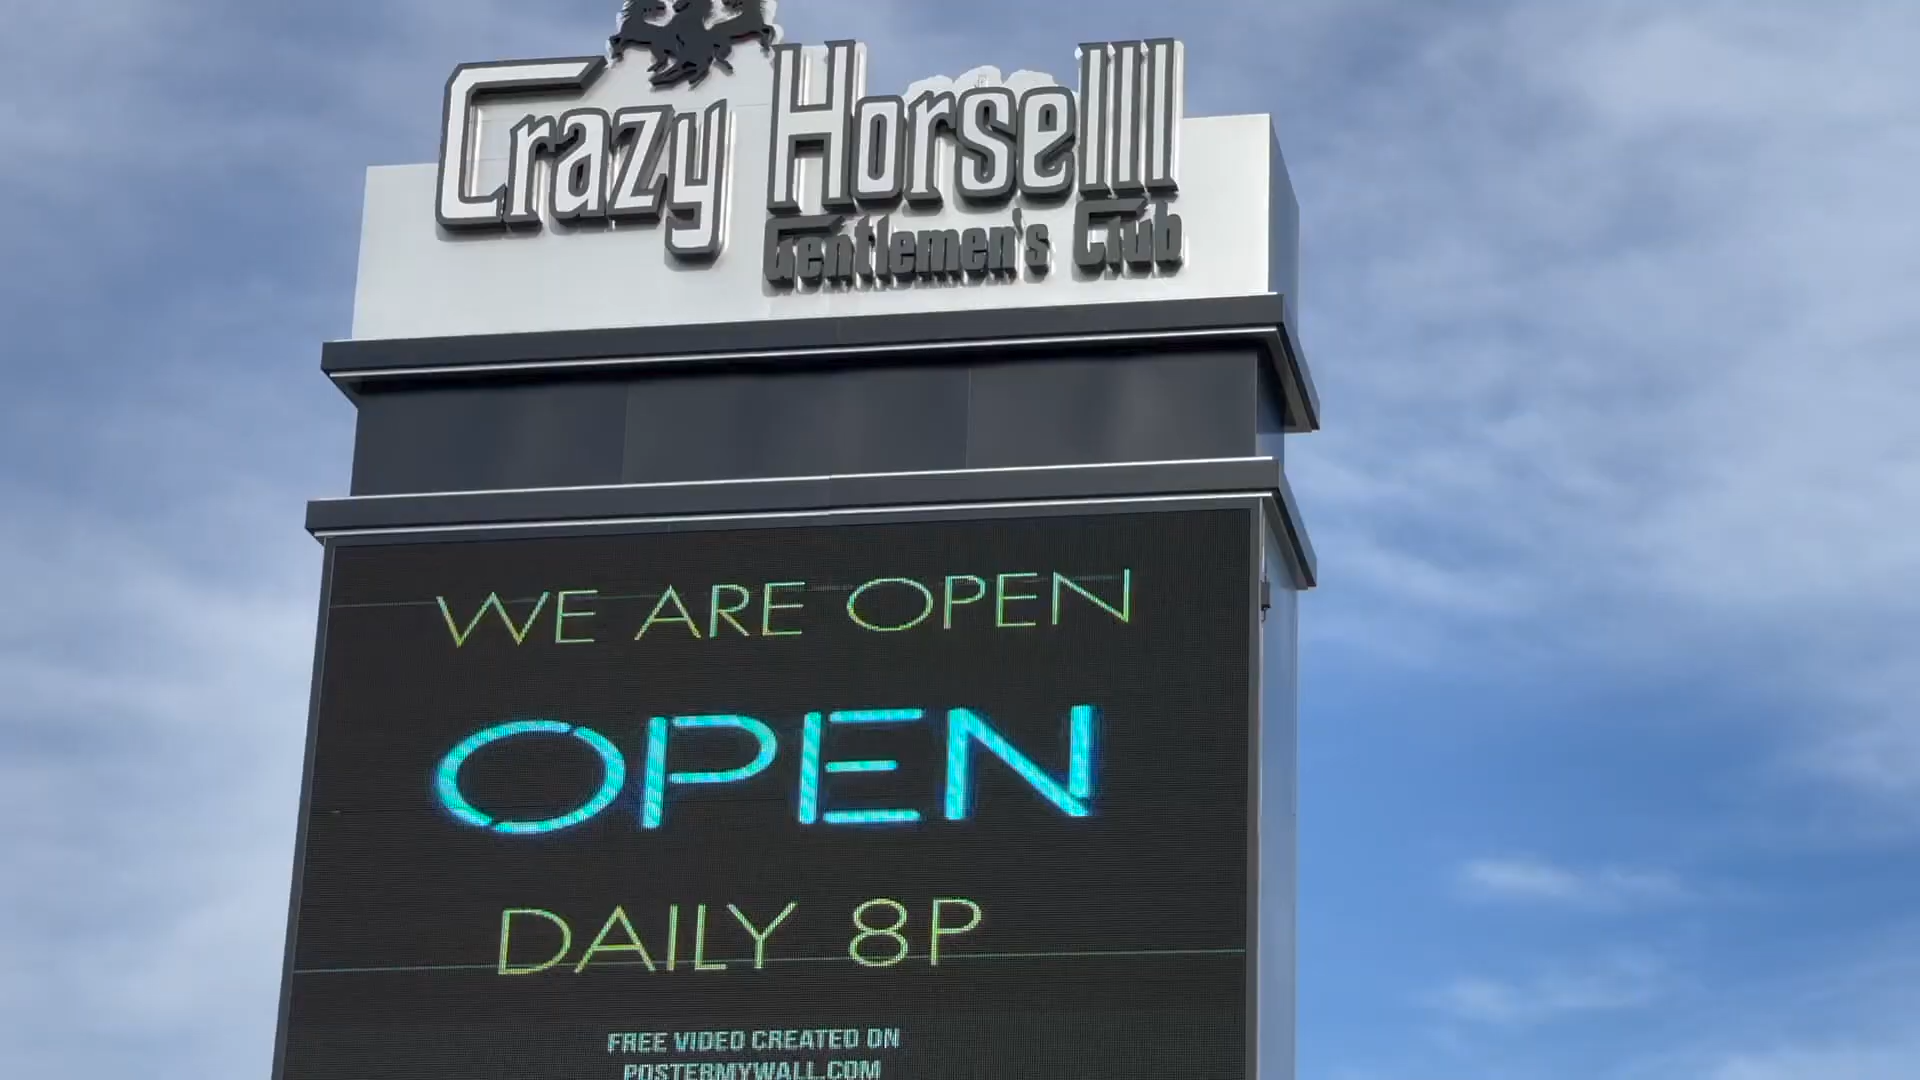 Crazy Horse III
Gentlemen's Club
WE ARE OPEN
OPEN
DAILY 8P
FREE VIDEO CREATED ON
POSTERMYWALL.COM